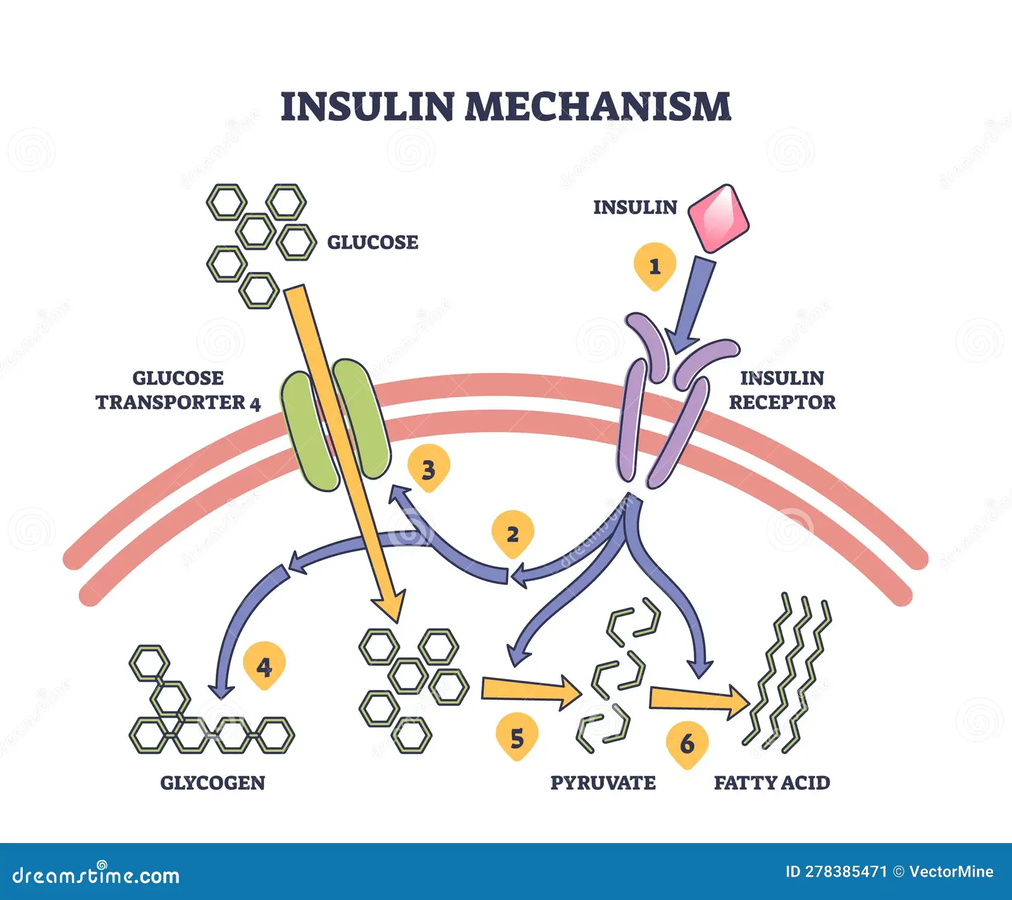 INSULIN MECHANISM
INSULIN
GLUCOSE
1
GLUCOSE
TRANSPORTER 4
INSULIN
RECEPTOR
3
2
4
5
6
GLYCOGEN
PYRUVATE
FATTY ACID
dreamstime.com
ID 278385471 © VectorMine